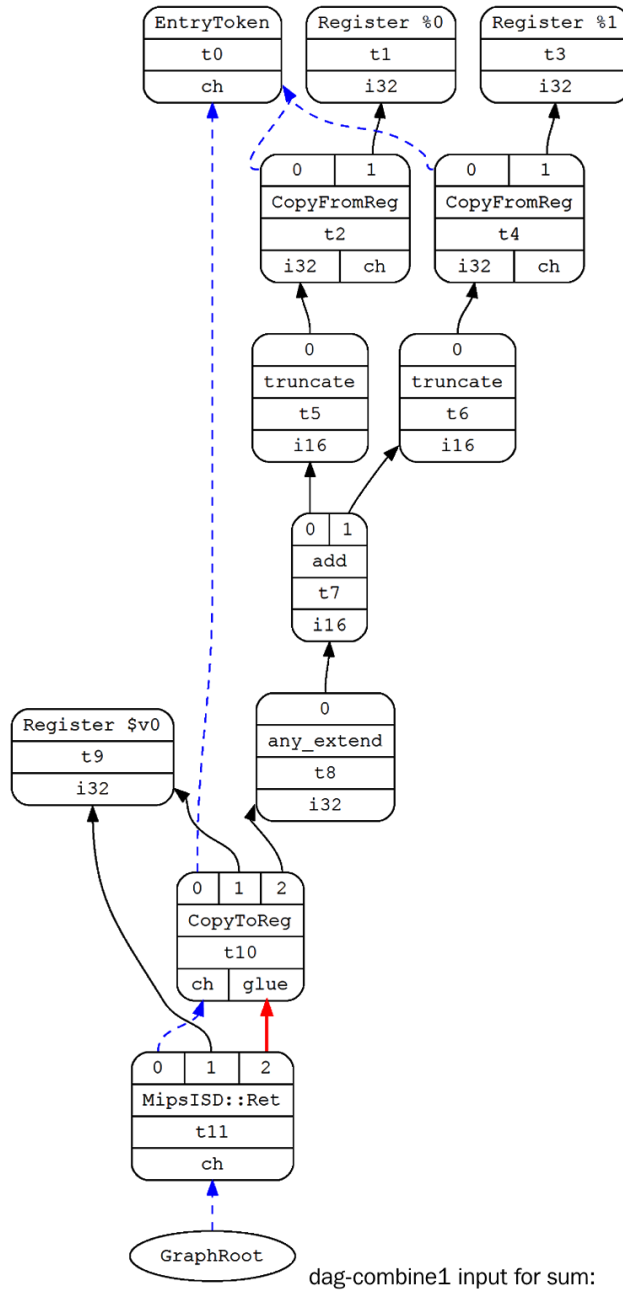 EntryToken
t0
ch
Register %0
t1
i32
Register %1
t3
i32
0 1
CopyFromReg
t2
i32 ch
0 1
CopyFromReg
t4
i32 ch
0
truncate
t5
i16
0
truncate
t6
i16
0 1
add
t7
i16
0
any_extend
t8
i32
Register $v0
t9
i32
0 1 2
CopyToReg
t10
ch glue
0 1 2
MipsISD::Ret
t11
ch
GraphRoot
dag-combine1 input for sum: